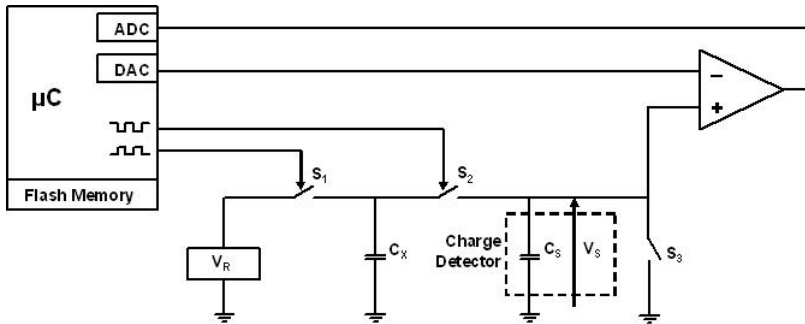 ADC
DAC
µC
Flash Memory
S1
S2
VR
CX
Charge
Detector
CS
VS
S3
−
+